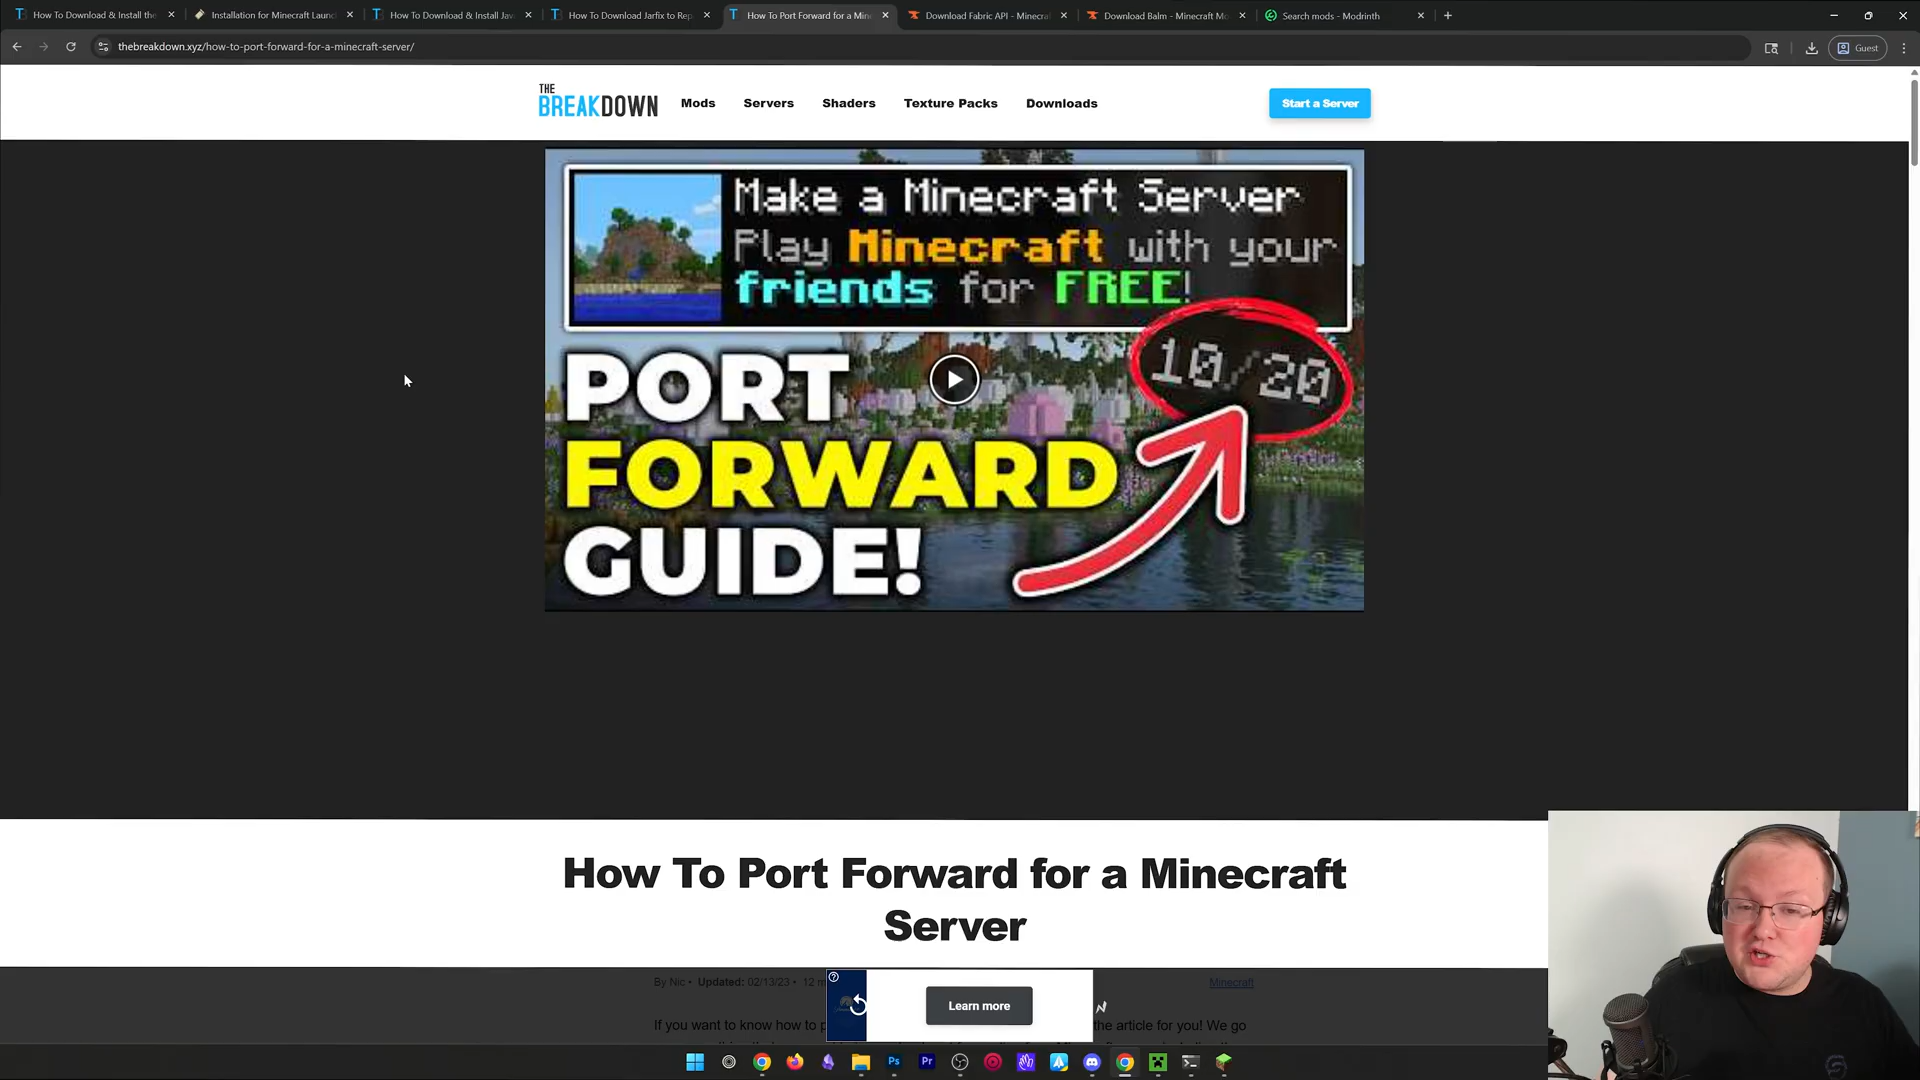 How To Download & Install the
Installation for Minecraft Launc
How To Download & Install Jav
How To Download Jarfix to Rep
How To Port Forward for a Min
Download Fabric API - Minecraf
Download Balm - Minecraft Mo
Search mods - Modrinth
thebreakdown.xyz/how-to-port-forward-for-a-minecraft-server/
Guest
THE
BREAKDOWN
Mods
Servers
Shaders
Texture Packs
Downloads
Start a Server
Make a Minecraft Server
Play Minecraft with your
friends for FREE!
10/20
PORT
FORWARD
GUIDE!
How To Port Forward for a Minecraft
Server
By Nic • Updated: 02/13/23 • 12 m
Minecraft
Learn more
If you want to know how to p
the article for you! We go
Ps
Pr